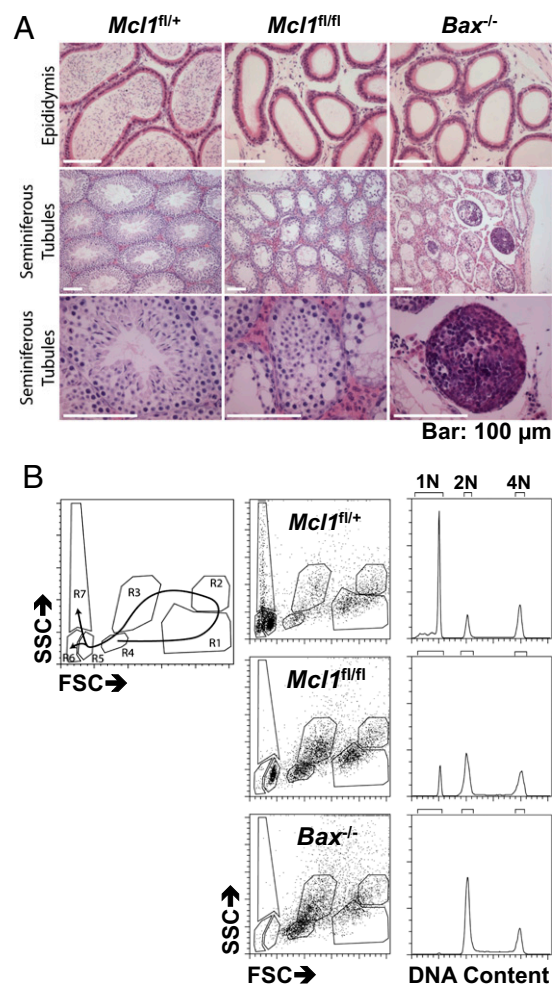 A
Mcl1fl/+ Mcl1fl/fl Bax-/-
Epididymis
Seminiferous
Tubules
Seminiferous
Tubules
Bar: 100 μm
B
1N 2N 4N
Mcl1fl/+
R7
R3
R2
R1
R4
R5
R6
SSC➔
FSC➔
Mcl1fl/fl
Bax-/-
SSC➔
FSC➔
DNA Content